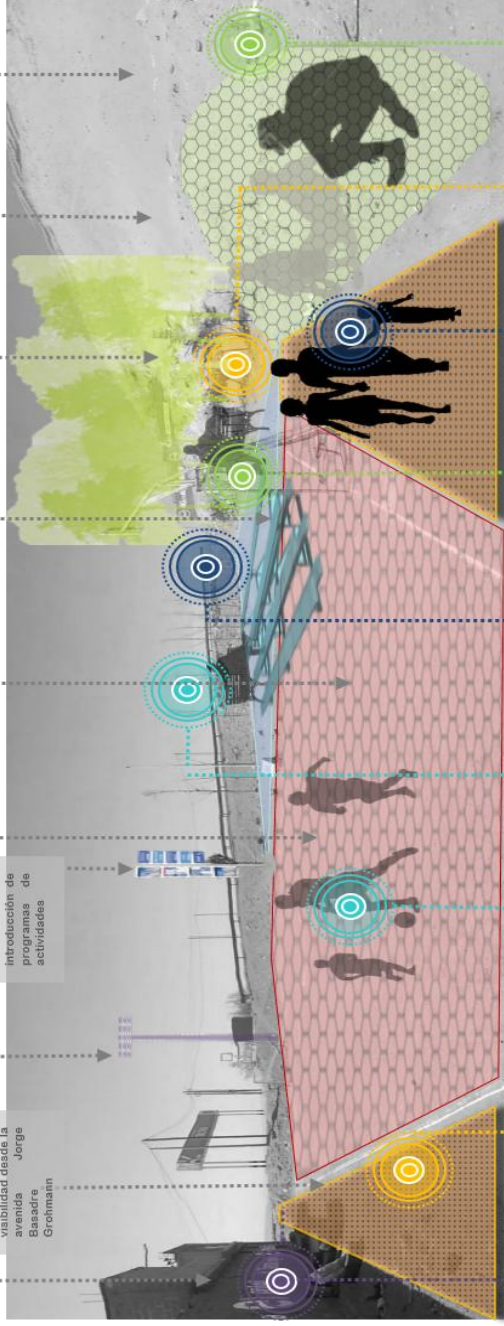 visibilidad desde la
avenida Jorge
Basadre
Grohmann
introducción de
programas de
actividades